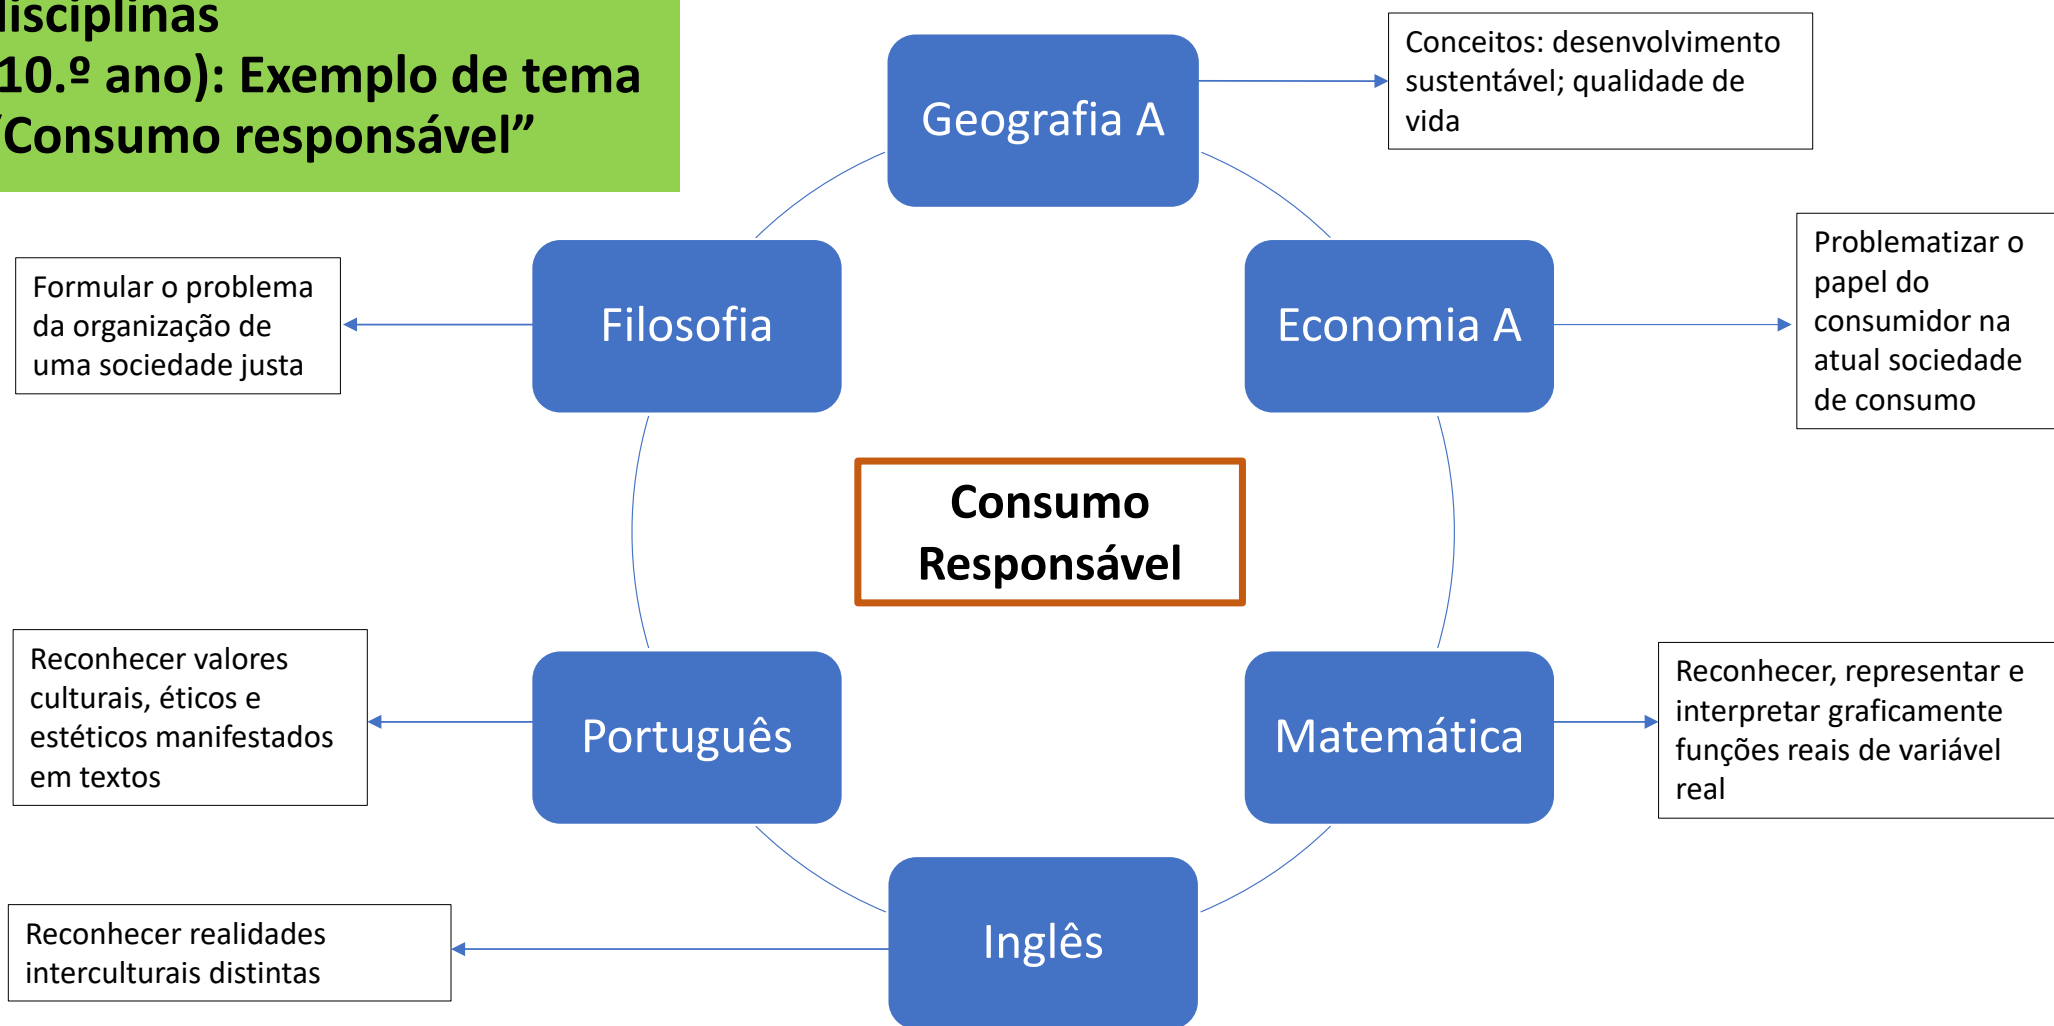 disciplinas
10.º ano): Exemplo de tema
“Consumo responsável”
Geografia A
Conceitos: desenvolvimento
sustentável; qualidade de
vida
Filosofia
Formular o problema
da organização de
uma sociedade justa
Economia A
Problematizar o
papel do
consumidor na
atual sociedade
de consumo
Consumo
Responsável
Português
Reconhecer valores
culturais, éticos e
estéticos manifestados
em textos
Matemática
Reconhecer, representar e
interpretar graficamente
funções reais de variável
real
Inglês
Reconhecer realidades
interculturais distintas